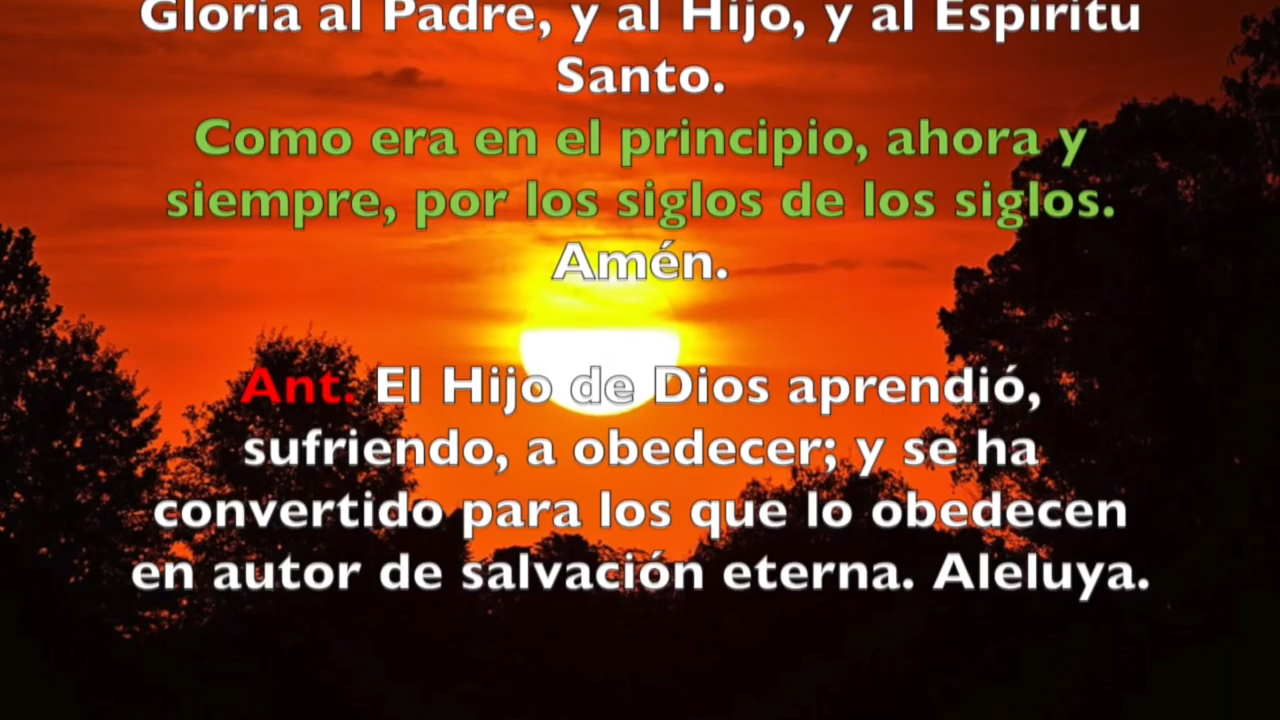 Gloria al Padre, y al Hijo, y al Espíritu
Santo.
Como era en el principio, ahora y
siempre, por los siglos de los siglos.
Amén.
Ant. El Hijo de Dios aprendió,
sufriendo, a obedecer; y se ha
convertido para los que lo obedecen
en autor de salvación eterna. Aleluya.